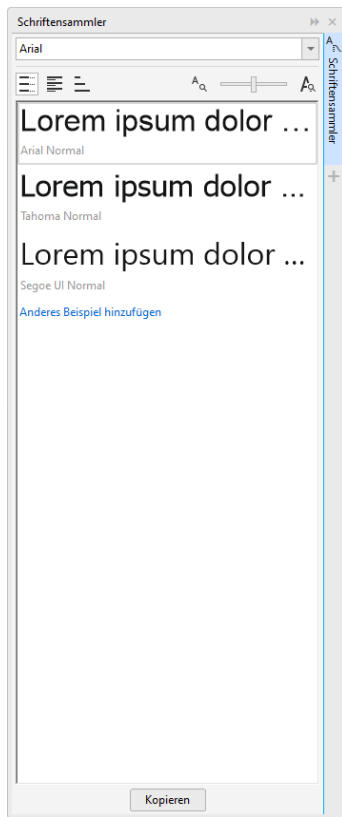 Schriftensammler
Arial
Schriftensammler
Lorem ipsum dolor ...
Arial Normal
Lorem ipsum dolor ...
Tahoma Normal
Lorem ipsum dolor ...
Segoe UI Normal
Anderes Beispiel hinzufügen
Kopieren